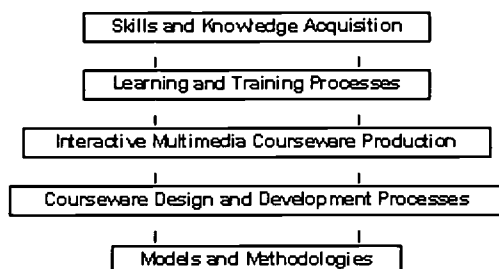 Skills and Knowledge Acquisition
Learning and Training Processes
Interactive Multimedia Courseware Production
Courseware Design and Development Processes
Models and Methodologies